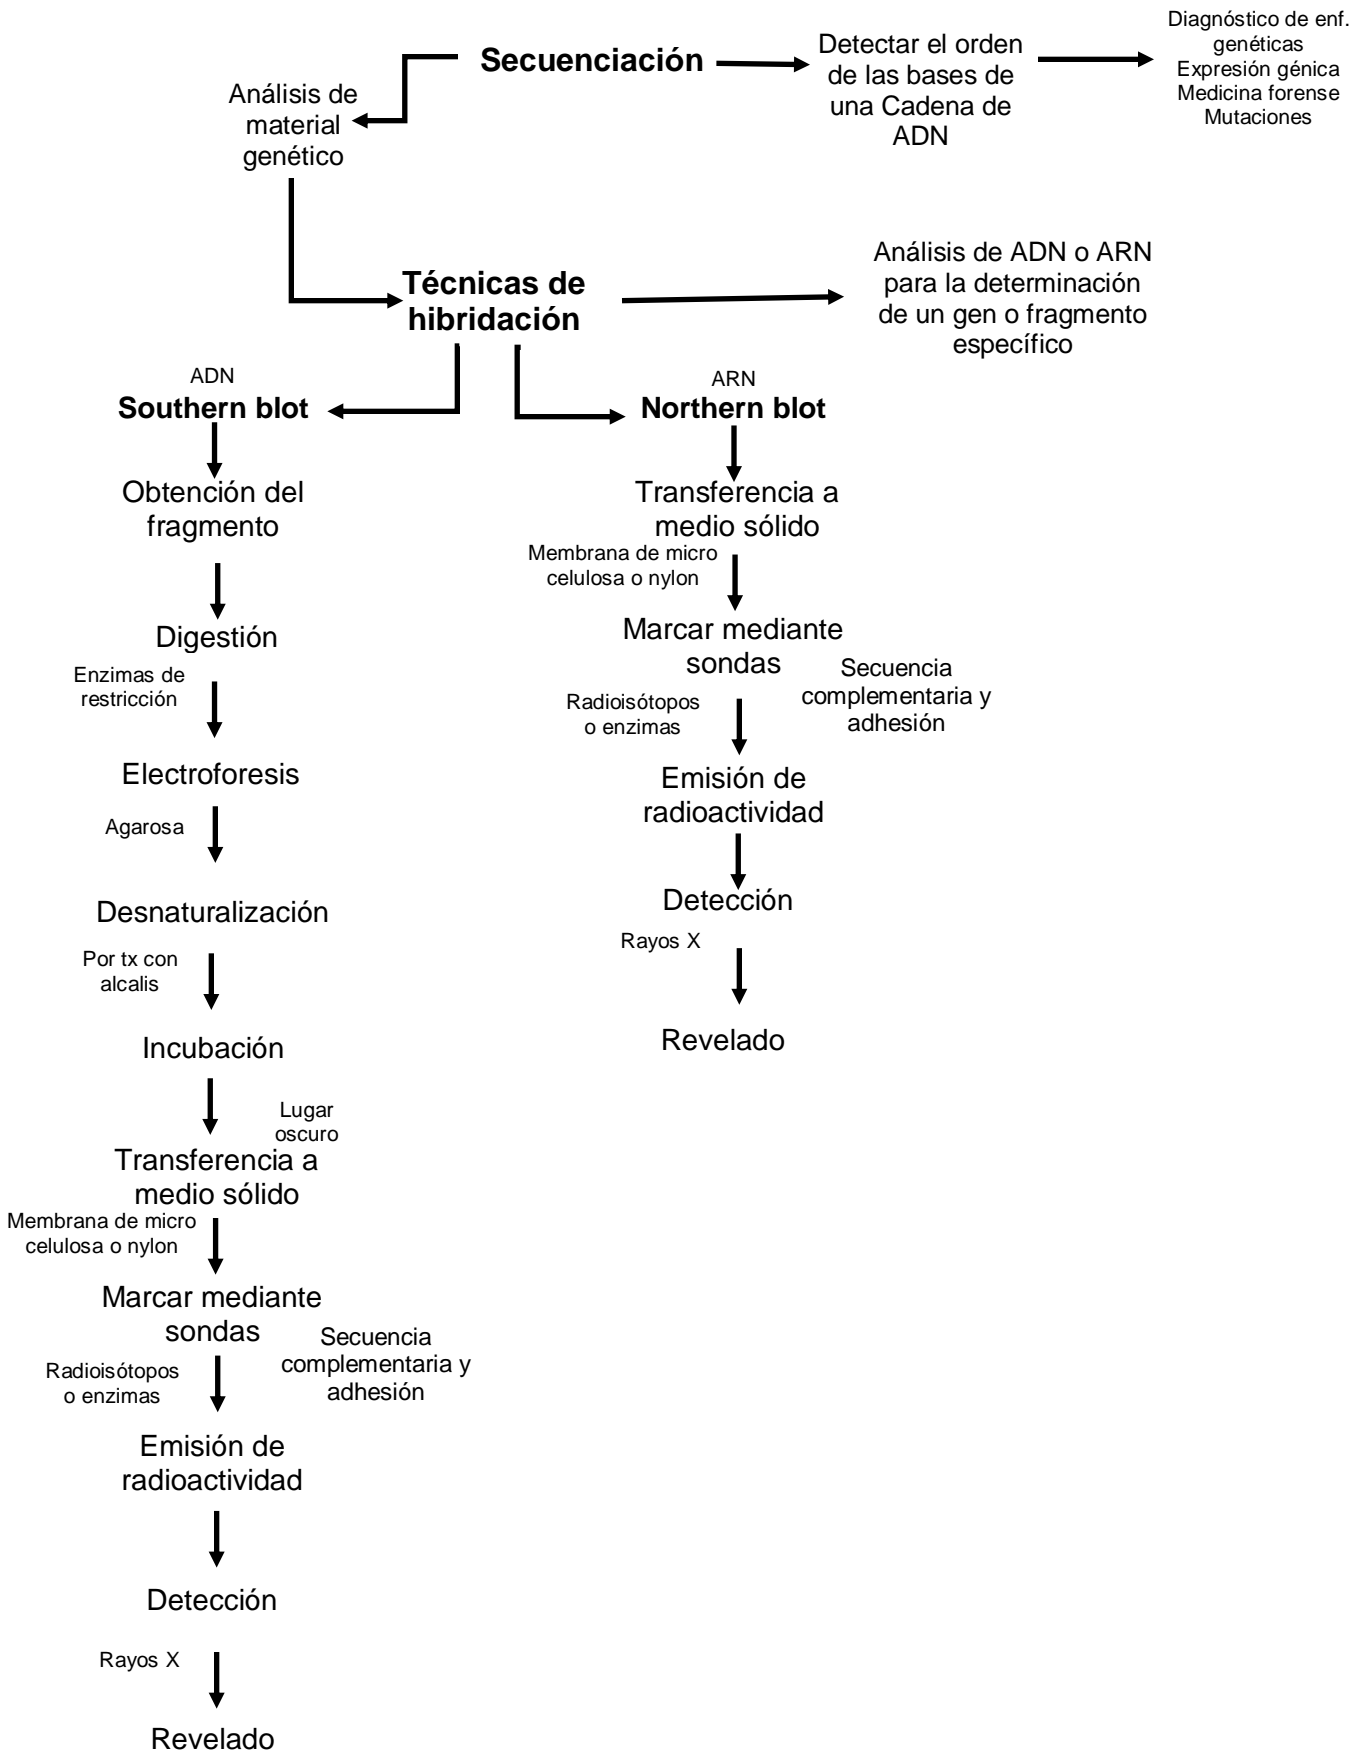 Secuenciación
Detectar el orden
de las bases de
una Cadena de
ADN
Diagnóstico de enf.
genéticas
Expresión génica
Medicina forense
Mutaciones
Análisis de
material
genético
Técnicas de
hibridación
Análisis de ADN o ARN
para la determinación
de un gen o fragmento
específico
ADN
Southern blot
Obtención del
fragmento
Digestión
Enzimas de
restricción
Electroforesis
Agarosa
Desnaturalización
Por tx con
alcalis
Incubación
Lugar
oscuro
Transferencia a
medio sólido
Membrana de micro
celulosa o nylon
Marcar mediante
sondas
Secuencia
complementaria y
adhesión
Radioisótopos
o enzimas
Emisión de
radioactividad
Detección
Rayos X
Revelado
ARN
Northern blot
Transferencia a
medio sólido
Membrana de micro
celulosa o nylon
Marcar mediante
sondas
Secuencia
complementaria y
adhesión
Radioisótopos
o enzimas
Emisión de
radioactividad
Detección
Rayos X
Revelado